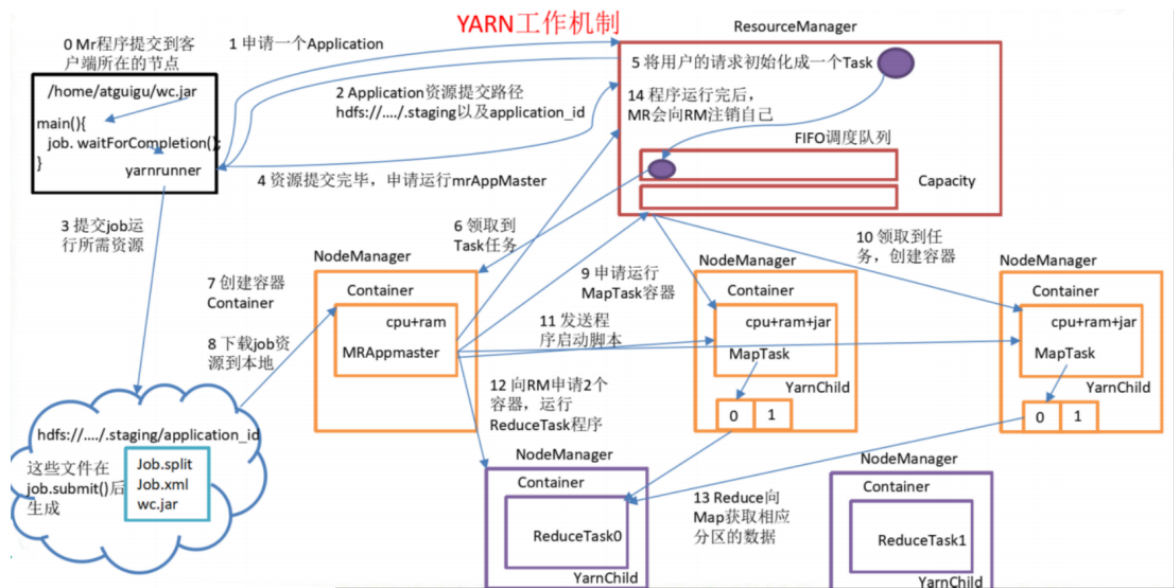 YARN工作机制
0 Mr程序提交到客
户端所在的节点
/home/atguigu/wc.jar
main(){
job. waitForCompletion();
}
yarnrunner
1 申请一个Application
2 Application资源提交路径
hdfs://..../.staging以及application_id
4 资源提交完毕，申请运行mrAppMaster
3 提交job运
行所需资源
ResourceManager
5 将用户的请求初始化成一个Task
14 程序运行完后，
MR会向RM注销自己
FIFO调度队列
Capacity
6 领取到
Task任务
7 创建容器
Container
8 下载job资
源到本地
NodeManager
Container
cpu+ram
MRAppmaster
9 申请运行
MapTask容器
11 发送程
序启动脚本
12 向RM申请2个
容器，运行
ReduceTask程序
NodeManager
Container
cpu+ram+jar
MapTask
YarnChild
0
1
10 领取到任
务，创建容器
NodeManager
Container
cpu+ram+jar
MapTask
YarnChild
0
1
hdfs://..../.staging/application_id
这些文件在
job.submit()后
生成
Job.split
Job.xml
wc.jar
NodeManager
Container
ReduceTask0
YarnChild
13 Reduce向
Map获取相应
分区的数据
NodeManager
Container
ReduceTask1
YarnChild